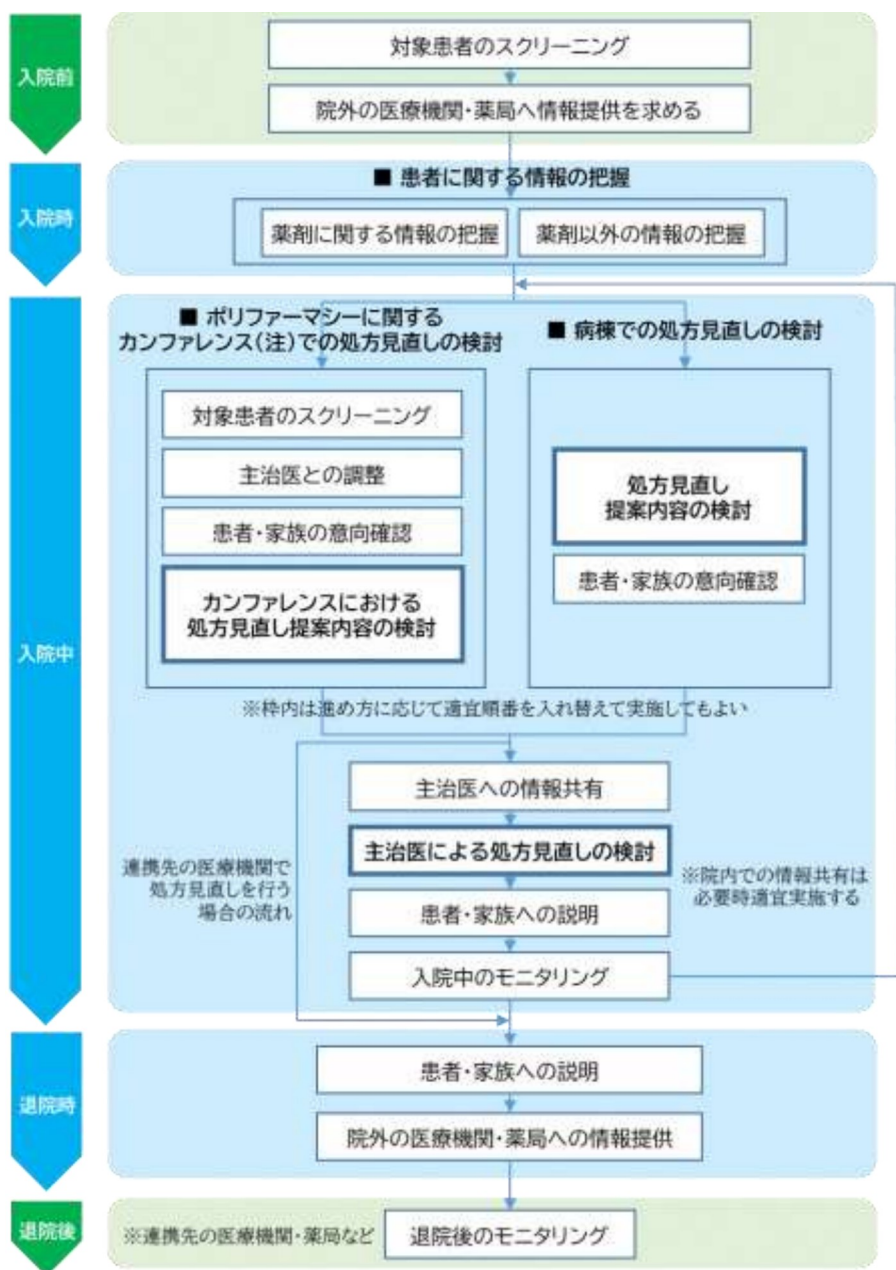 入院前
対象患者のスクリーニング
院外の医療機関・薬局へ情報提供を求める
入院時
■ 患者に関する情報の把握
薬剤に関する情報の把握
薬剤以外の情報の把握
入院中
■ ポリファーマシーに関する
カンファレンス(注)での処方見直しの検討
対象患者のスクリーニング
主治医との調整
患者・家族の意向確認
カンファレンスにおける
処方見直し提案内容の検討
■ 病棟での処方見直しの検討
処方見直し
提案内容の検討
患者・家族の意向確認
※枠内は進め方に応じて適宜順番を入れ替えて実施してもよい
主治医への情報共有
主治医による処方見直しの検討
患者・家族への説明
入院中のモニタリング
連携先の医療機関で
処方見直しを行う
場合の流れ
※院内での情報共有は
必要時適宜実施する
退院時
患者・家族への説明
院外の医療機関・薬局への情報提供
退院後
※連携先の医療機関・薬局など
退院後のモニタリング